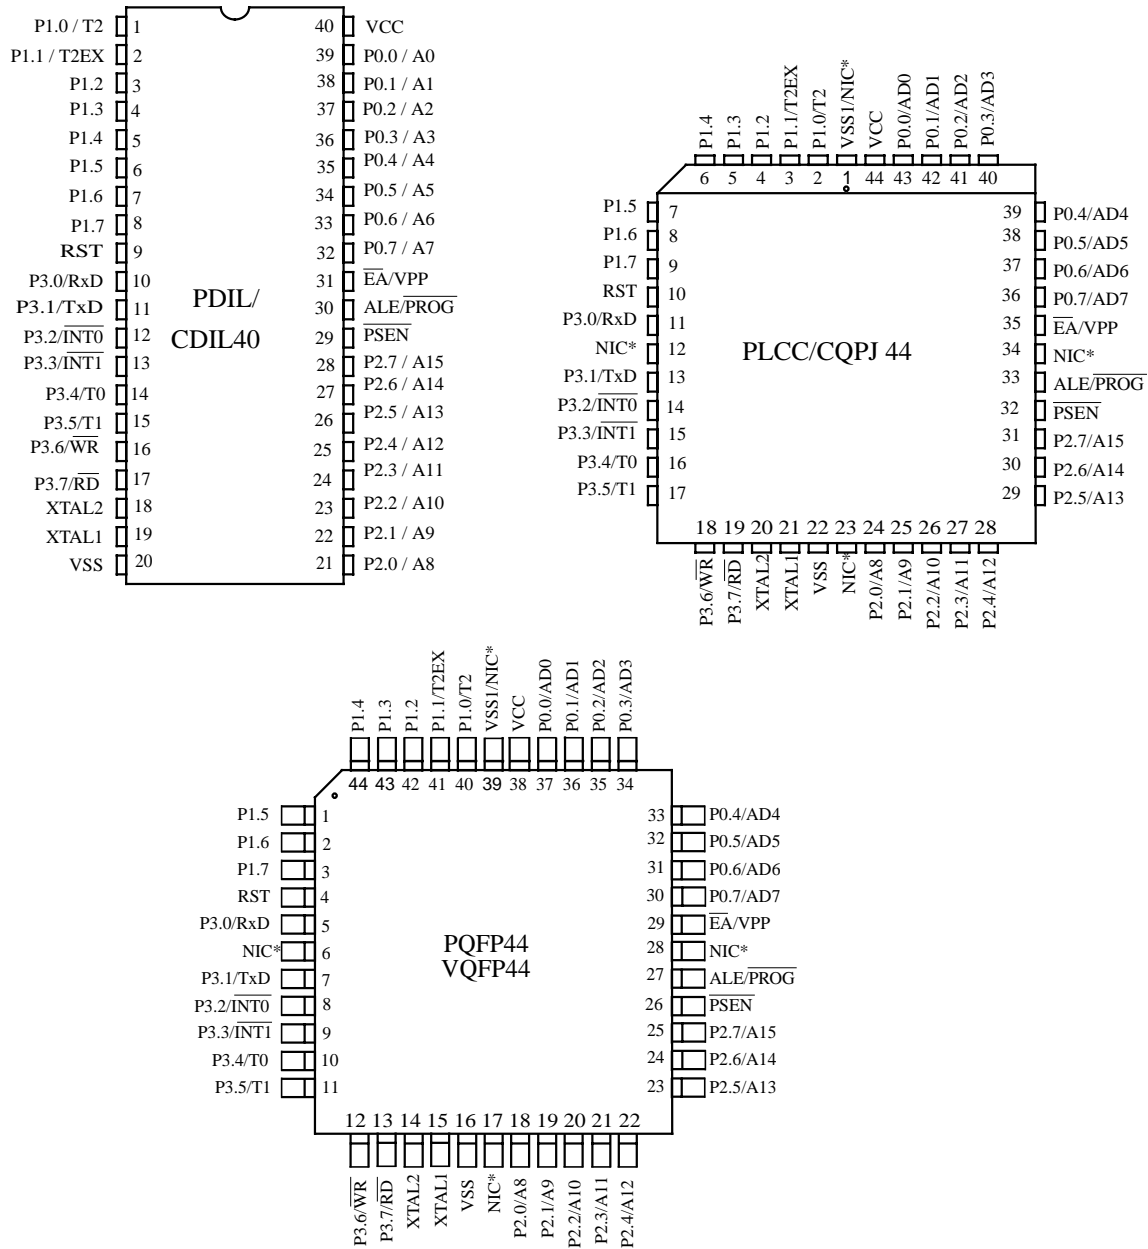 P1.0 / T2 1 40 VCC
P1.1 / T2EX 2 39 P0.0 / A0
P1.2 3 38 P0.1 / A1
P1.3 4 37 P0.2 / A2
P1.4 5 36 P0.3 / A3
P1.5 6 35 P0.4 / A4
P1.6 7 34 P0.5 / A5
P1.7 8 33 P0.6 / A6
RST 9 32 P0.7 / A7
P3.0/RxD 10 31 EA/VPP
P3.1/TxD 11 30 ALE/PROG
P3.2/INT0 12 29 PSEN
P3.3/INT1 13 28 P2.7 / A15
P3.4/T0 14 27 P2.6 / A14
P3.5/T1 15 26 P2.5 / A13
P3.6/WR 16 25 P2.4 / A12
P3.7/RD 17 24 P2.3 / A11
XTAL2 18 23 P2.2 / A10
XTAL1 19 22 P2.1 / A9
VSS 20 21 P2.0 / A8
PDIL/
CDIL40
P1.4 P1.3 P1.2 P1.1/T2EX P1.0/T2 VSS1/NIC* VCC P0.0/AD0 P0.1/AD1 P0.2/AD2 P0.3/AD3
6 5 4 3 2 1 44 43 42 41 40
P1.5 7 39 P0.4/AD4
P1.6 8 38 P0.5/AD5
P1.7 9 37 P0.6/AD6
RST 10 36 P0.7/AD7
P3.0/RxD 11 35 EA/VPP
NIC* 12 34 NIC*
P3.1/TxD 13 33 ALE/PROG
P3.2/INT0 14 32 PSEN
P3.3/INT1 15 31 P2.7/A15
P3.4/T0 16 30 P2.6/A14
P3.5/T1 17 29 P2.5/A13
PLCC/CQPJ 44
18 19 20 21 22 23 24 25 26 27 28
P3.6/WR P3.7/RD XTAL2 XTAL1 VSS NIC* P2.0/A8 P2.1/A9 P2.2/A10 P2.3/A11 P2.4/A12
P1.4 P1.3 P1.2 P1.1/T2EX P1.0/T2 VSS1/NIC* VCC P0.0/AD0 P0.1/AD1 P0.2/AD2 P0.3/AD3
44 43 42 41 40 39 38 37 36 35 34
P1.5 1 33 P0.4/AD4
P1.6 2 32 P0.5/AD5
P1.7 3 31 P0.6/AD6
RST 4 30 P0.7/AD7
P3.0/RxD 5 29 EA/VPP
NIC* 6 28 NIC*
P3.1/TxD 7 27 ALE/PROG
P3.2/INT0 8 26 PSEN
P3.3/INT1 9 25 P2.7/A15
P3.4/T0 10 24 P2.6/A14
P3.5/T1 11 23 P2.5/A13
PQFP44
VQFP44
12 13 14 15 16 17 18 19 20 21 22
P3.6/WR P3.7/RD XTAL2 XTAL1 VSS NIC* P2.0/A8 P2.1/A9 P2.2/A10 P2.3/A11 P2.4/A12